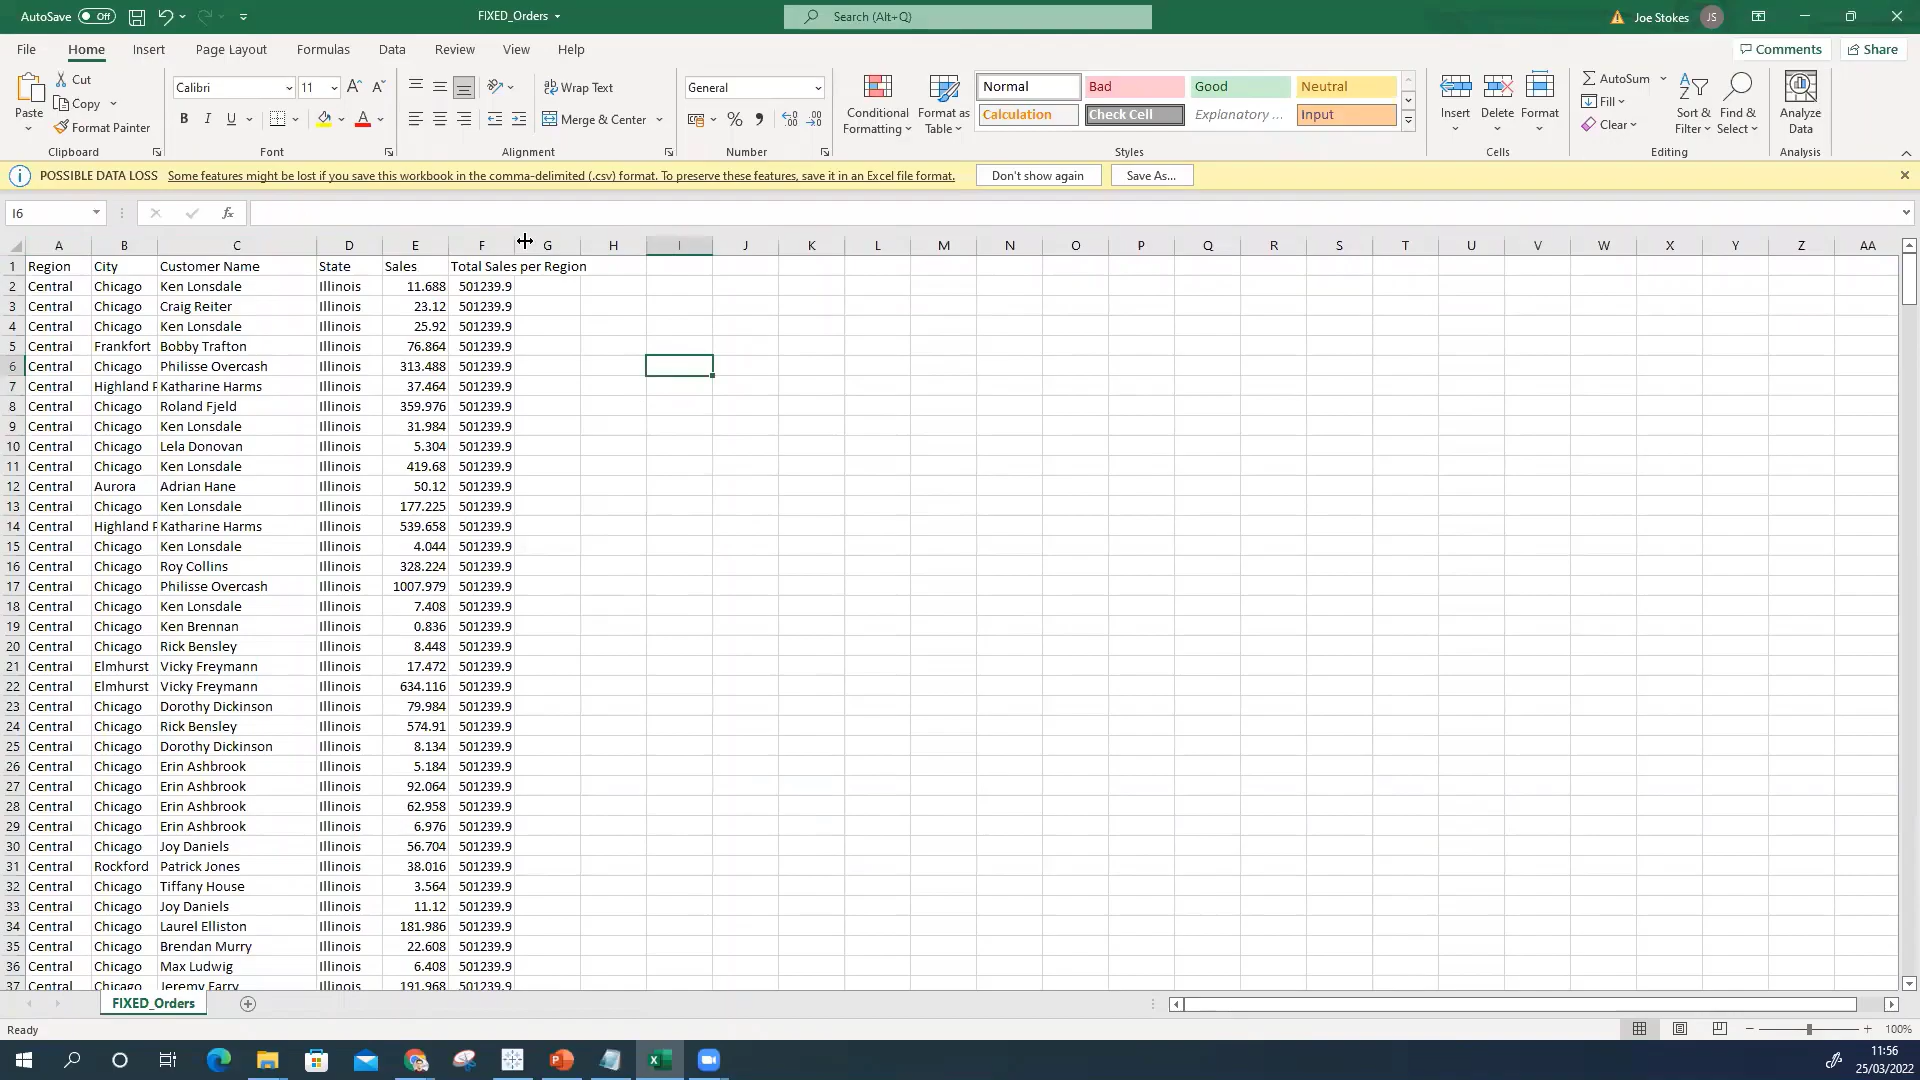 AutoSave Off FIXED_Orders Search (Alt+Q) Joe Stokes JS
File Home Insert Page Layout Formulas Data Review View Help Comments Share
Paste Cut Copy Format Painter Clipboard
Calibri 11 A A B I U A Font
Wrap Text Merge & Center Alignment
General % Number
Conditional Formatting Format as Table
Normal Bad Good Neutral
Calculation Check Cell Explanatory ... Input
Styles
Insert Delete Format Cells
AutoSum Fill Clear Sort & Filter Find & Select Editing
Analyze Data Analysis
POSSIBLE DATA LOSS Some features might be lost if you save this workbook in the comma-delimited (.csv) format. To preserve these features, save it in an Excel file format. Don't show again Save As...
I6 fx
A B C D E F G H I J K L M N O P Q R S T U V W X Y Z AA
1 Region City Customer Name State Sales Total Sales per Region
2 Central Chicago Ken Lonsdale Illinois 11.688 501239.9
3 Central Chicago Craig Reiter Illinois 23.12 501239.9
4 Central Chicago Ken Lonsdale Illinois 25.92 501239.9
5 Central Frankfort Bobby Trafton Illinois 76.864 501239.9
6 Central Chicago Philisse Overcash Illinois 313.488 501239.9
7 Central Highland P Katharine Harms Illinois 37.464 501239.9
8 Central Chicago Roland Fjeld Illinois 359.976 501239.9
9 Central Chicago Ken Lonsdale Illinois 31.984 501239.9
10 Central Chicago Lela Donovan Illinois 5.304 501239.9
11 Central Chicago Ken Lonsdale Illinois 419.68 501239.9
12 Central Aurora Adrian Hane Illinois 50.12 501239.9
13 Central Chicago Ken Lonsdale Illinois 177.225 501239.9
14 Central Highland P Katharine Harms Illinois 539.658 501239.9
15 Central Chicago Ken Lonsdale Illinois 4.044 501239.9
16 Central Chicago Roy Collins Illinois 328.224 501239.9
17 Central Chicago Philisse Overcash Illinois 1007.979 501239.9
18 Central Chicago Ken Lonsdale Illinois 7.408 501239.9
19 Central Chicago Ken Brennan Illinois 0.836 501239.9
20 Central Chicago Rick Bensley Illinois 8.448 501239.9
21 Central Elmhurst Vicky Freymann Illinois 17.472 501239.9
22 Central Elmhurst Vicky Freymann Illinois 634.116 501239.9
23 Central Chicago Dorothy Dickinson Illinois 79.984 501239.9
24 Central Chicago Rick Bensley Illinois 574.91 501239.9
25 Central Chicago Dorothy Dickinson Illinois 8.134 501239.9
26 Central Chicago Erin Ashbrook Illinois 5.184 501239.9
27 Central Chicago Erin Ashbrook Illinois 92.064 501239.9
28 Central Chicago Erin Ashbrook Illinois 62.958 501239.9
29 Central Chicago Erin Ashbrook Illinois 6.976 501239.9
30 Central Chicago Joy Daniels Illinois 56.704 501239.9
31 Central Rockford Patrick Jones Illinois 38.016 501239.9
32 Central Chicago Tiffany House Illinois 3.564 501239.9
33 Central Chicago Joy Daniels Illinois 11.12 501239.9
34 Central Chicago Laurel Elliston Illinois 181.986 501239.9
35 Central Chicago Brendan Murry Illinois 22.608 501239.9
36 Central Chicago Max Ludwig Illinois 6.408 501239.9
37 Central Chicago Jeremy Farry Illinois 191.968 501239.9
FIXED_Orders
Ready 100%
11:56
25/03/2022